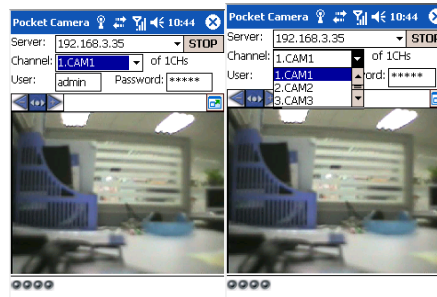 Pocket Camera 10:44
Server: 192.168.3.35 STOP
Channel: 1.CAM1 of 1CHs
User: admin Password: *****
Pocket Camera 10:44
Server: 192.168.3.35 STOP
Channel: 1.CAM1 of 1CHs
User: 1.CAM1 ord: *****
2.CAM2
3.CAM3